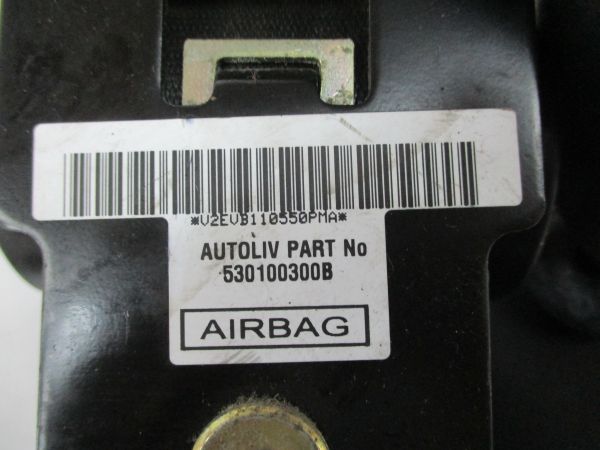 *V2EVB110550PMA*
AUTOLIV PART No
530100300B
AIRBAG